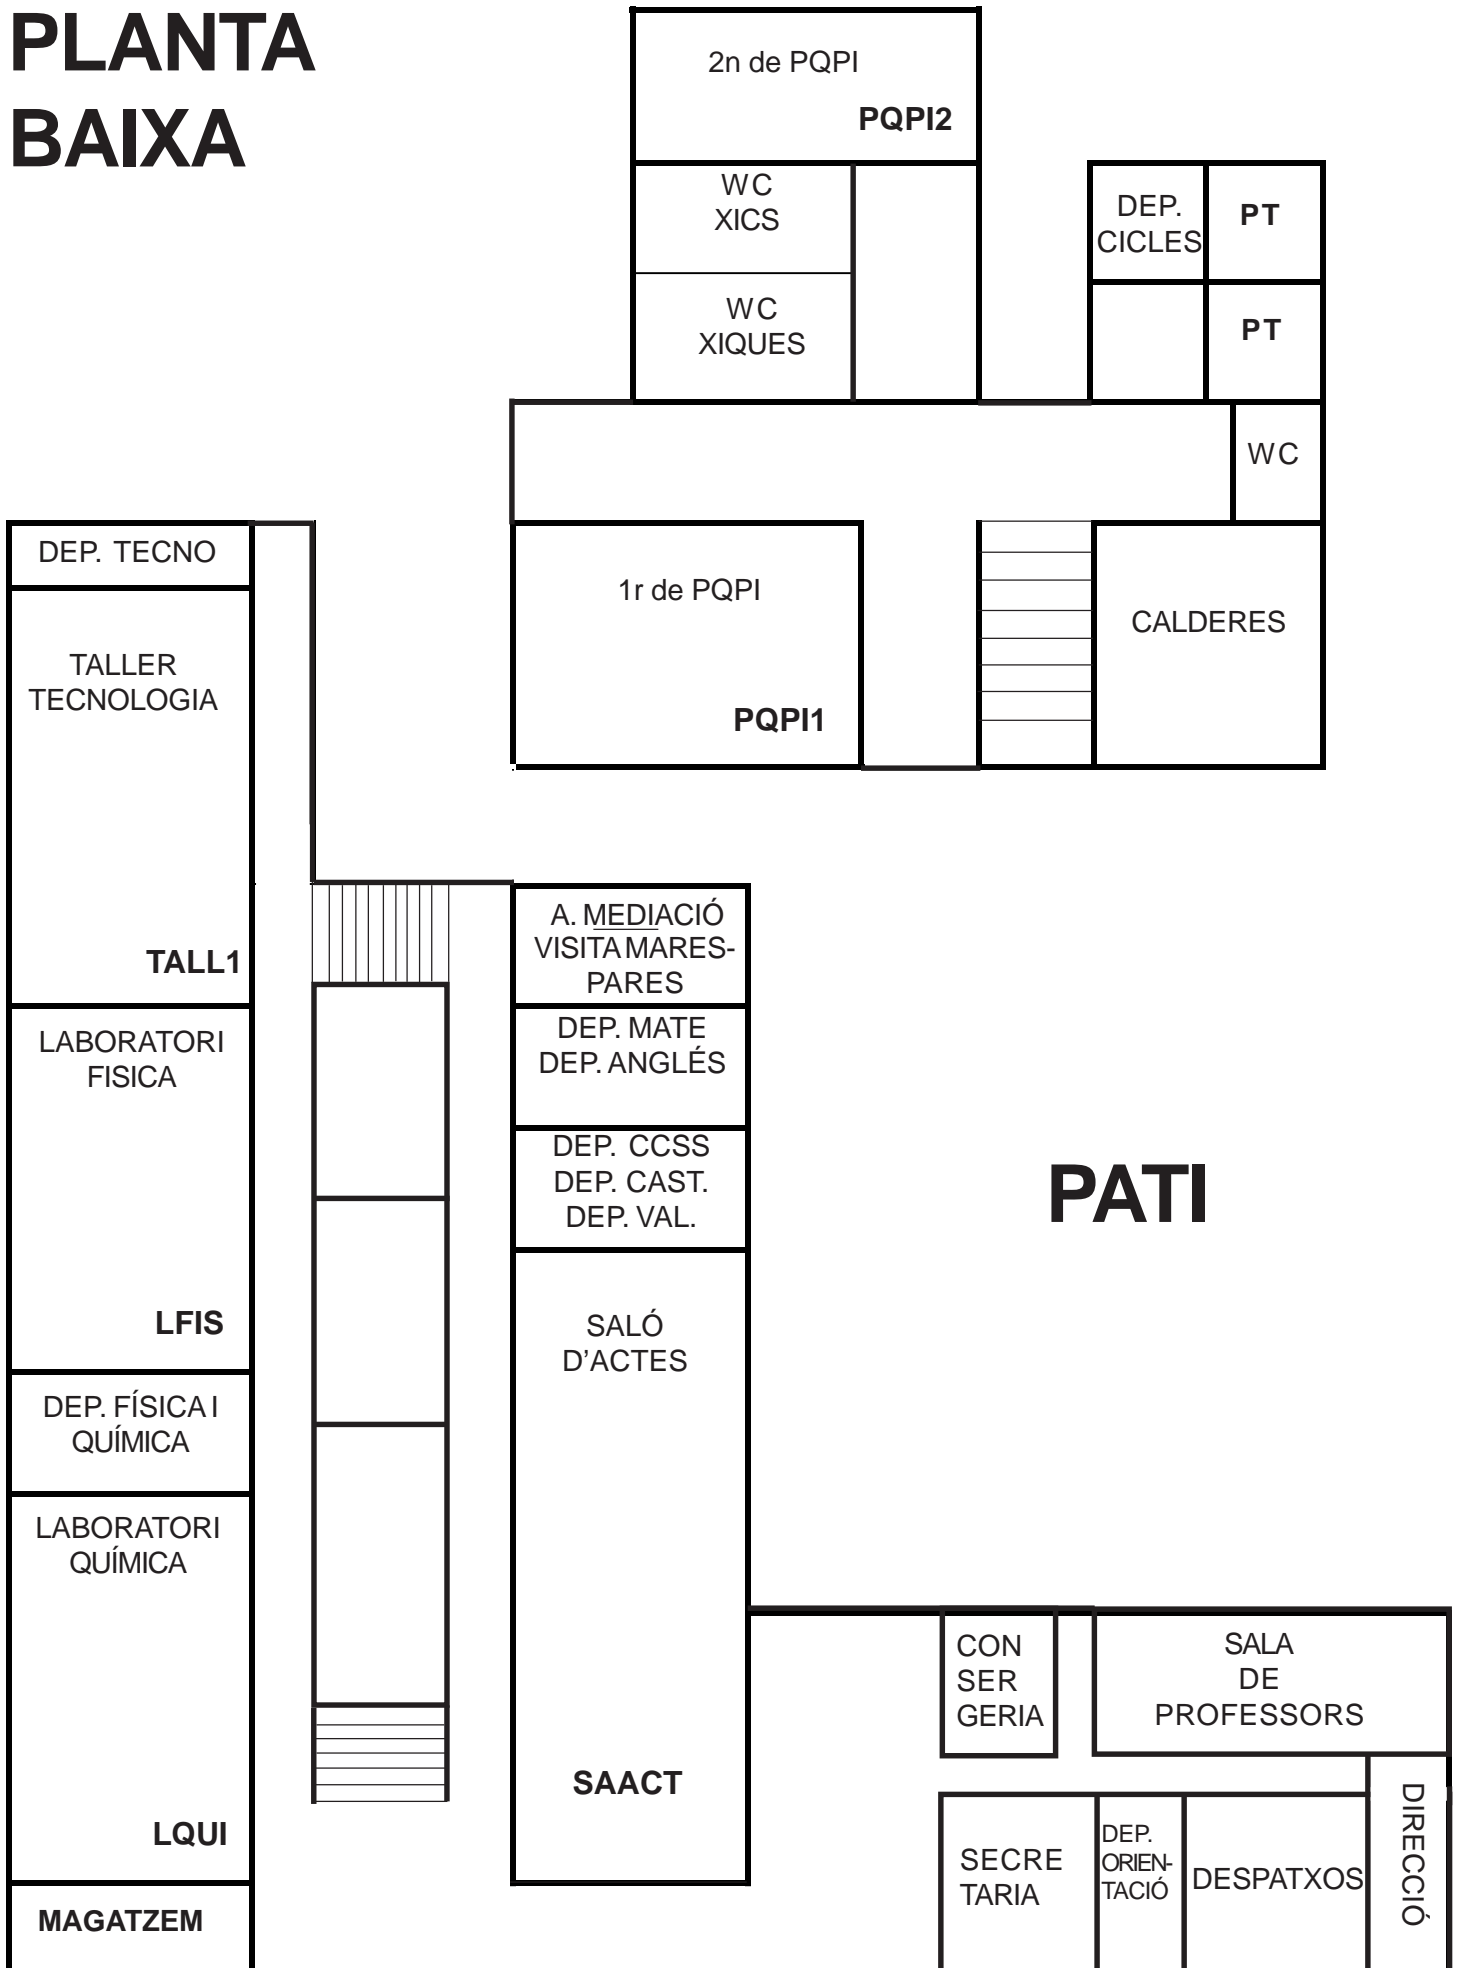 PLANTA
BAIXA
2n de PQPI
PQPI2
WC
XICS
WC
XIQUES
DEP.
CICLES
PT
PT
WC
1r de PQPI
PQPI1
CALDERES
DEP. TECNO
TALLER
TECNOLOGIA
TALL1
LABORATORI
FISICA
LFIS
DEP. FÍSICA I
QUÍMICA
LABORATORI
QUÍMICA
LQUI
MAGATZEM
A. MEDIACIÓ
VISITA MARES-
PARES
DEP. MATE
DEP. ANGLÉS
DEP. CCSS
DEP. CAST.
DEP. VAL.
SALÓ
D'ACTES
SAACT
PATI
CON
SER
GERIA
SALA
DE
PROFESSORS
SECRE
TARIA
DEP.
ORIEN-
TACIÓ
DESPATXOS
DIRECCIÓ